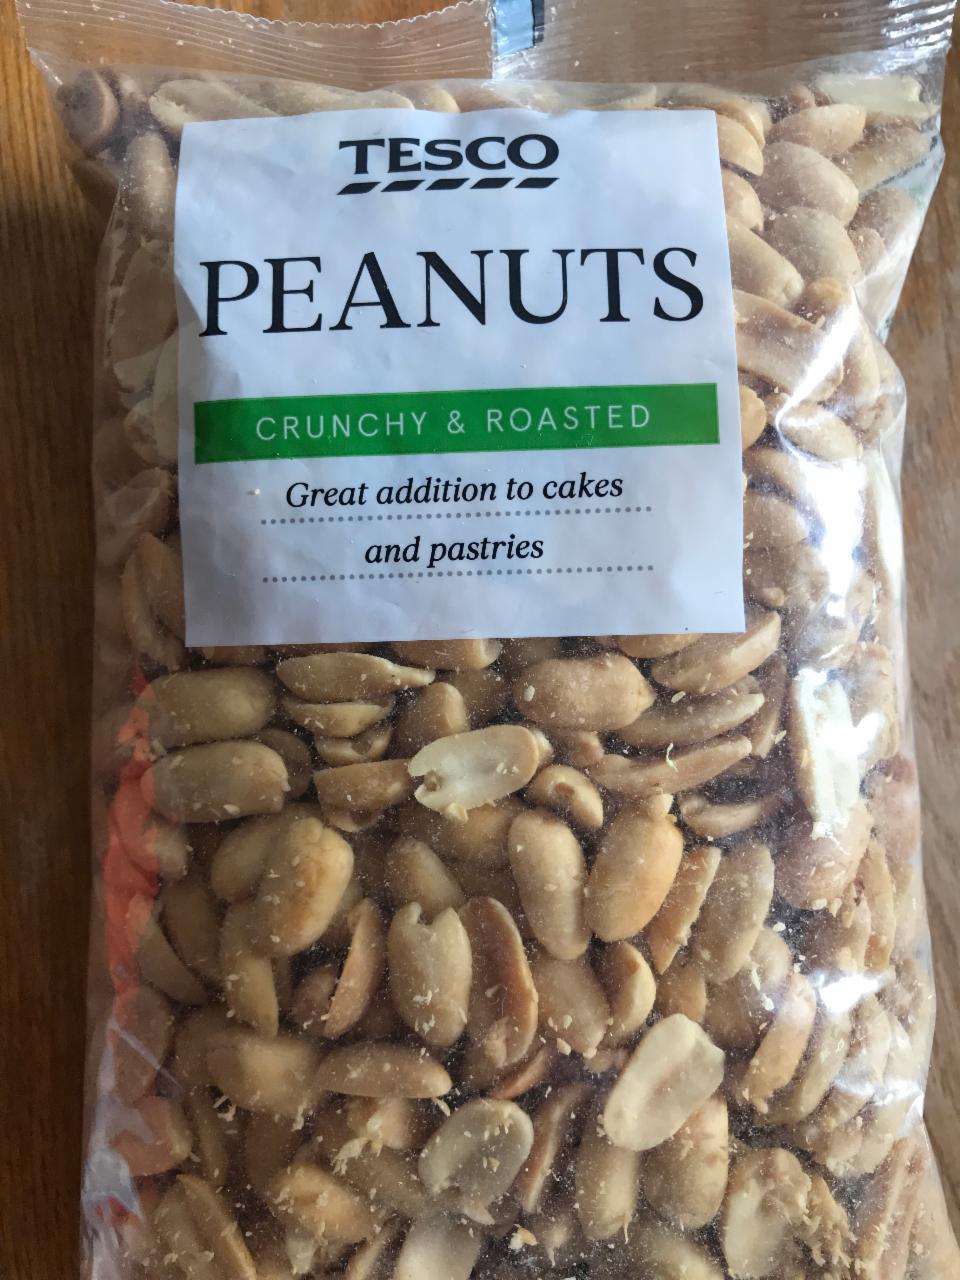 TESCO
PEANUTS
CRUNCHY & ROASTED
Great addition to cakes
and pastries